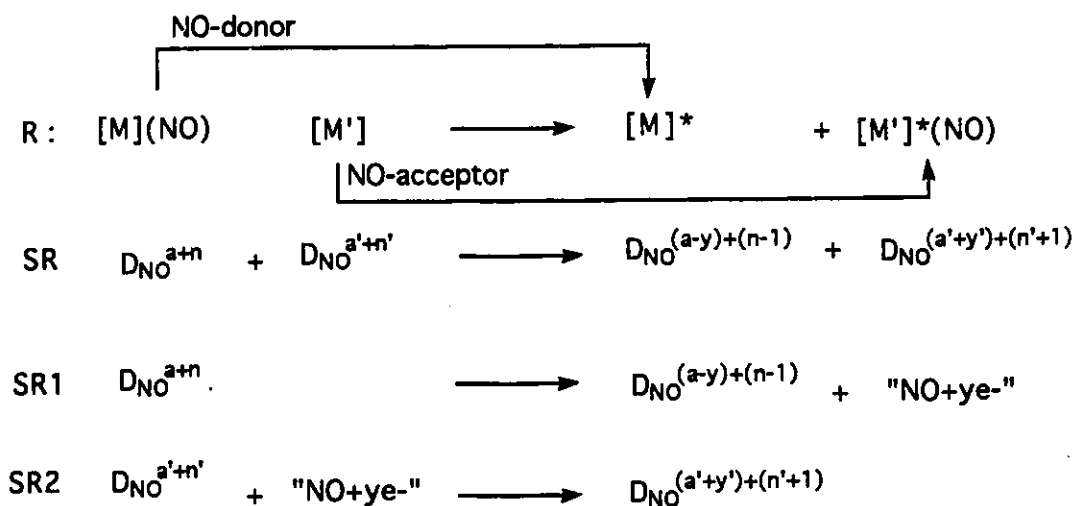 NO-donor
R : [M](NO) [M'] ⟶ [M]* + [M']*(NO)
NO-acceptor
SR D_NO^a+n + D_NO^a'+n' ⟶ D_NO^(a-y)+(n-1) + D_NO^(a'+y')+(n'+1)
SR1 D_NO^a+n . ⟶ D_NO^(a-y)+(n-1) + "NO+ye-"
SR2 D_NO^a'+n' + "NO+ye-" ⟶ D_NO^(a'+y')+(n'+1)